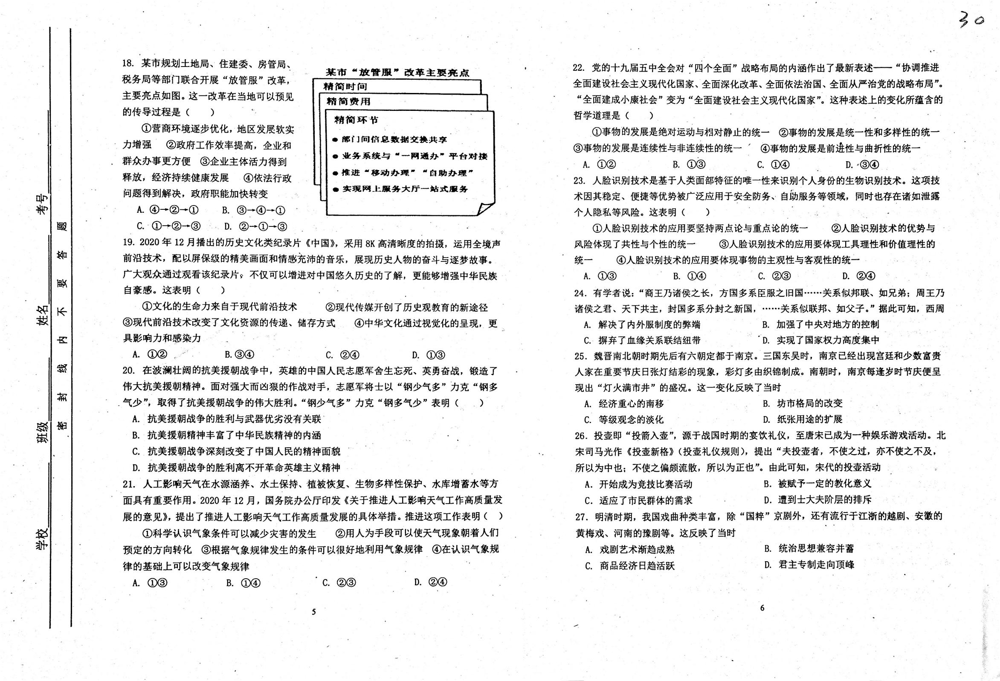 30
考号
姓名
班级
学校
密封线内不要答题
18. 某市规划土地局、住建委、房管局、
税务局等部门联合开展“放管服”改革，
主要亮点如图。这一改革在当地可以预见
的传导过程是（　　）
①营商环境逐步优化，地区发展软实
力增强　②政府工作效率提高，企业和
群众办事更方便　③企业主体活力得到
释放，经济持续健康发展　④依法行政
问题得到解决，政府职能加快转变
A. ④→②→①　B. ③→④→①
C. ①→②→③　D. ②→①→③
某市“放管服”改革主要亮点
精简时间
精简费用
精简环节
● 部门间信息数据交换共享
● 业务系统与“一网通办”平台对接
● 推进“移动办理”“自助办理”
● 实现网上服务大厅一站式服务
19. 2020 年 12 月播出的历史文化类纪录片《中国》，采用 8K 高清晰度的拍摄，运用全境声
前沿技术，配以屏保级的精美画面和情感充沛的音乐，展现历史人物的奋斗与逐梦故事。
广大观众通过观看该纪录片，不仅可以增进对中国悠久历史的了解，更能够增强中华民族
自豪感。这表明（　　）
①文化的生命力来自于现代前沿技术　②现代传媒开创了历史观教育的新途径
③现代前沿技术改变了文化资源的传递、储存方式　④中华文化通过视觉化的呈现，更
具影响力和感染力
A. ①②　B.③④　C. ②④　D. ①③
20. 在波澜壮阔的抗美援朝战争中，英雄的中国人民志愿军舍生忘死、英勇奋战，锻造了
伟大抗美援朝精神。面对强大而凶狠的作战对手，志愿军将士以“钢少气多”力克“钢多
气少”，取得了抗美援朝战争的伟大胜利。“钢少气多”力克“钢多气少”表明（　　）
A. 抗美援朝战争的胜利与武器优劣没有关联
B. 抗美援朝精神丰富了中华民族精神的内涵
C. 抗美援朝战争深刻改变了中国人民的精神面貌
D. 抗美援朝战争的胜利离不开革命英雄主义精神
21. 人工影响天气在水源涵养、水土保持、植被恢复、生物多样性保护、水库增蓄水等方
面具有重要作用。2020 年 12 月，国务院办公厅印发《关于推进人工影响天气工作高质量发
展的意见》，提出了推进人工影响天气工作高质量发展的具体举措。推进这项工作表明（　）
①科学认识气象条件可以减少灾害的发生　②用人为手段可以使天气现象朝着人们
预定的方向转化　③根据气象规律发生的条件可以很好地利用气象规律　④在认识气象规
律的基础上可以改变气象规律
A. ①③　B. ①④　C. ②③　D. ②④
5
22. 党的十九届五中全会对“四个全面”战略布局的内涵作出了最新表述——“协调推进
全面建设社会主义现代化国家、全面深化改革、全面依法治国、全面从严治党的战略布局”。
“全面建成小康社会”变为“全面建设社会主义现代化国家”。这种表述上的变化所蕴含的
哲学道理是（　　）
①事物的发展是绝对运动与相对静止的统一　②事物的发展是统一性和多样性的统一
③事物的发展是连续性与非连续性的统一　④事物的发展是前进性与曲折性的统一
A. ①②　B. ①③　C. ①④　D. ③④
23. 人脸识别技术是基于人类面部特征的唯一性来识别个人身份的生物识别技术。这项技
术因其稳定、便捷等优势被广泛应用于安全防务、自助服务等领域，同时也存在诸如泄露
个人隐私等风险。这表明（　　）
①人脸识别技术的应用要坚持两点论与重点论的统一　②人脸识别技术的优势与
风险体现了共性与个性的统一　③人脸识别技术的应用要体现工具理性和价值理性的
统一　④人脸识别技术的应用要体现事物的主观性与客观性的统一
A. ①③　B. ①④　C. ②③　D. ②④
24. 有学者说：“商王乃诸侯之长，方国多系臣服之旧国……关系似邦联、如兄弟；周王乃
诸侯之君、天下共主，封国多系分封之新国，……关系似联邦、如父子。”据此可知，西周
A. 解决了内外服制度的弊端　B. 加强了中央对地方的控制
C. 摒弃了血缘关系联结纽带　D. 实现了国家权力高度集中
25. 魏晋南北朝时期先后有六朝定都于南京。三国东吴时，南京已经出现宫廷和少数富贵
人家在重要节庆日张灯结彩的现象，彩灯多由织锦制成。南朝时，南京每逢岁时节庆便呈
现出“灯火满市井”的盛况。这一变化反映了当时
A. 经济重心的南移　B. 坊市格局的改变
C. 等级观念的淡化　D. 纸张用途的扩展
26. 投壶即“投箭入壶”，源于战国时期的宴饮礼仪，至唐宋已成为一种娱乐游戏活动。北
宋司马光作《投壶新格》（投壶礼仪规则），提出“夫投壶者，不使之过，亦不使之不及，
所以为中也；不使之偏颇流散，所以为正也”。由此可知，宋代的投壶活动
A. 开始成为竞技比赛活动　B. 被赋予一定的教化意义
C. 适应了市民群体的需求　D. 遭到士大夫阶层的排斥
27. 明清时期，我国戏曲种类丰富，除“国粹”京剧外，还有流行于江浙的越剧、安徽的
黄梅戏、河南的豫剧等。这反映了当时
A. 戏剧艺术渐趋成熟　B. 统治思想兼容并蓄
C. 商品经济日趋活跃　D. 君主专制走向顶峰
6